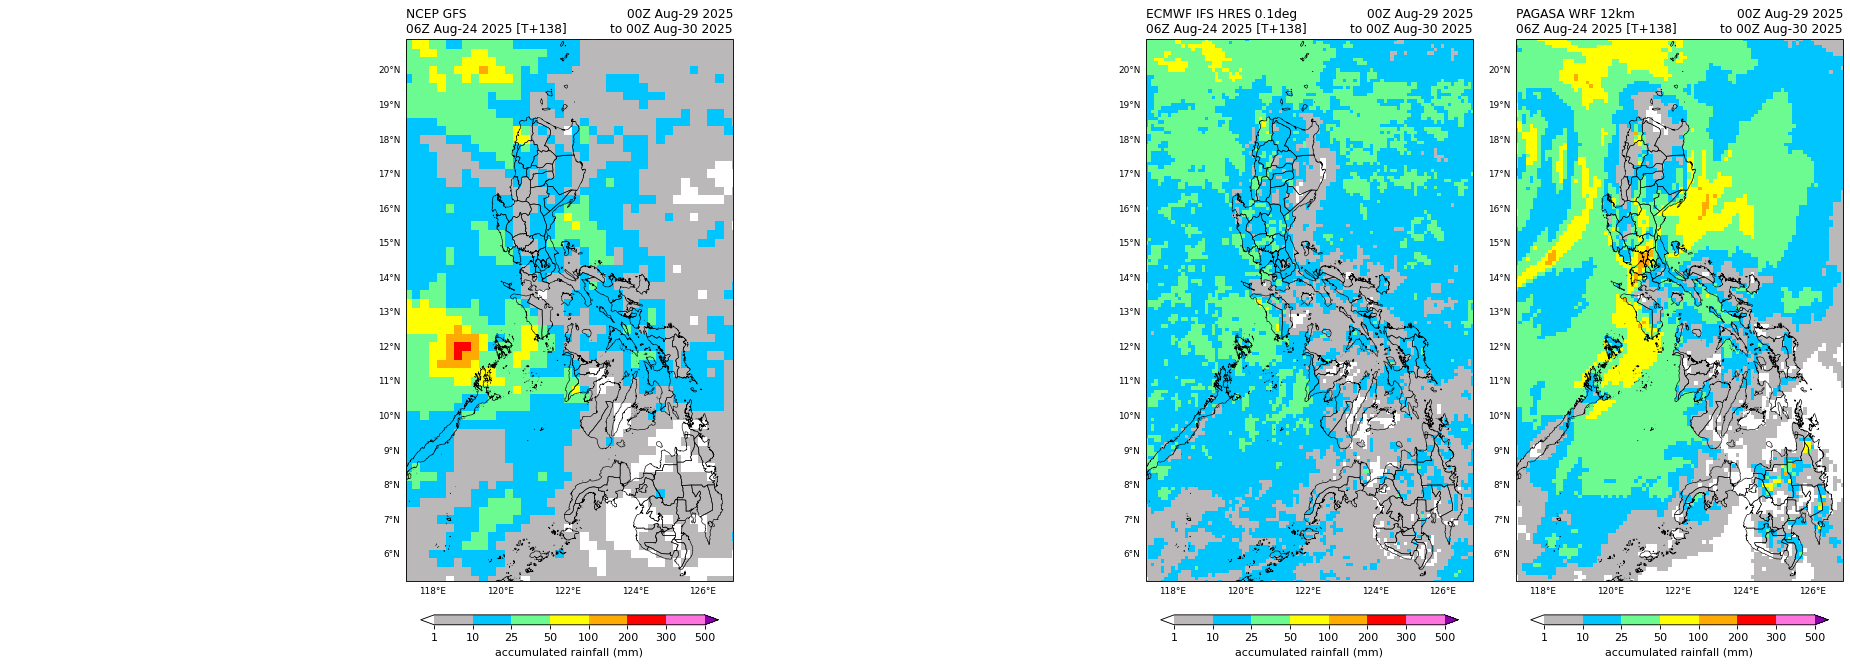 NCEP GFS 00Z Aug-29 2025
06Z Aug-24 2025 [T+138] to 00Z Aug-30 2025
20°N
19°N
18°N
17°N
16°N
15°N
14°N
13°N
12°N
11°N
10°N
9°N
8°N
7°N
6°N
118°E 120°E 122°E 124°E 126°E
1 10 25 50 100 200 300 500
accumulated rainfall (mm)
ECMWF IFS HRES 0.1deg 00Z Aug-29 2025
06Z Aug-24 2025 [T+138] to 00Z Aug-30 2025
20°N
19°N
18°N
17°N
16°N
15°N
14°N
13°N
12°N
11°N
10°N
9°N
8°N
7°N
6°N
118°E 120°E 122°E 124°E 126°E
1 10 25 50 100 200 300 500
accumulated rainfall (mm)
PAGASA WRF 12km 00Z Aug-29 2025
06Z Aug-24 2025 [T+138] to 00Z Aug-30 2025
20°N
19°N
18°N
17°N
16°N
15°N
14°N
13°N
12°N
11°N
10°N
9°N
8°N
7°N
6°N
118°E 120°E 122°E 124°E 126°E
1 10 25 50 100 200 300 500
accumulated rainfall (mm)